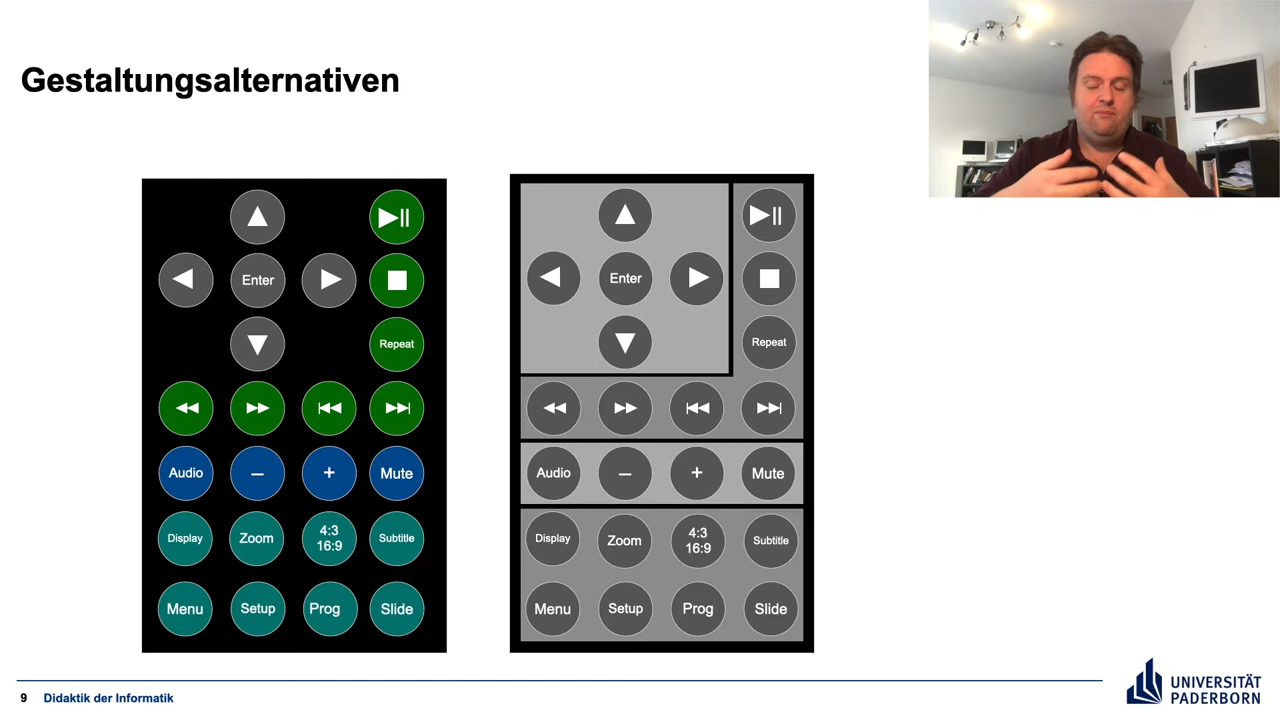 Gestaltungsalternativen
Enter
Repeat
Audio – + Mute
Display Zoom 4:3 16:9 Subtitle
Menu Setup Prog Slide
Enter
Repeat
Audio – + Mute
Display Zoom 4:3 16:9 Subtitle
Menu Setup Prog Slide
9 Didaktik der Informatik
UNIVERSITÄT
PADERBORN